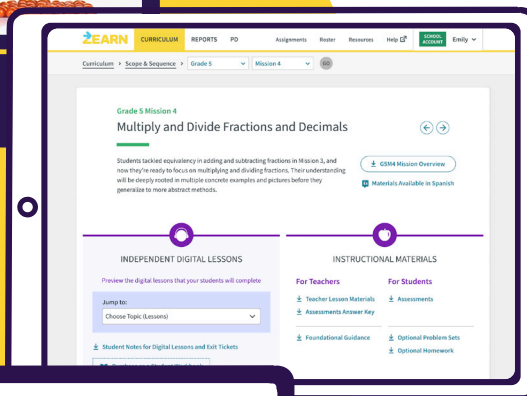 ZEARN CURRICULUM REPORTS PD Assignments Roster Resources Help SCHOOL ACCOUNT Emily
Curriculum > Scope & Sequence > Grade 5 Mission 4 GO
Grade 5 Mission 4
Multiply and Divide Fractions and Decimals
Students tackled equivalency in adding and subtracting fractions in Mission 3, and
now they're ready to focus on multiplying and dividing fractions. Their understanding
will be deeply rooted in multiple concrete examples and pictures before they
generalize to more abstract methods.
G5M4 Mission Overview
Materials Available in Spanish
INDEPENDENT DIGITAL LESSONS
Preview the digital lessons that your students will complete
Jump to:
Choose Topic (Lessons)
Student Notes for Digital Lessons and Exit Tickets
INSTRUCTIONAL MATERIALS
For Teachers
Teacher Lesson Materials
Assessments Answer Key
Foundational Guidance
For Students
Assessments
Optional Problem Sets
Optional Homework